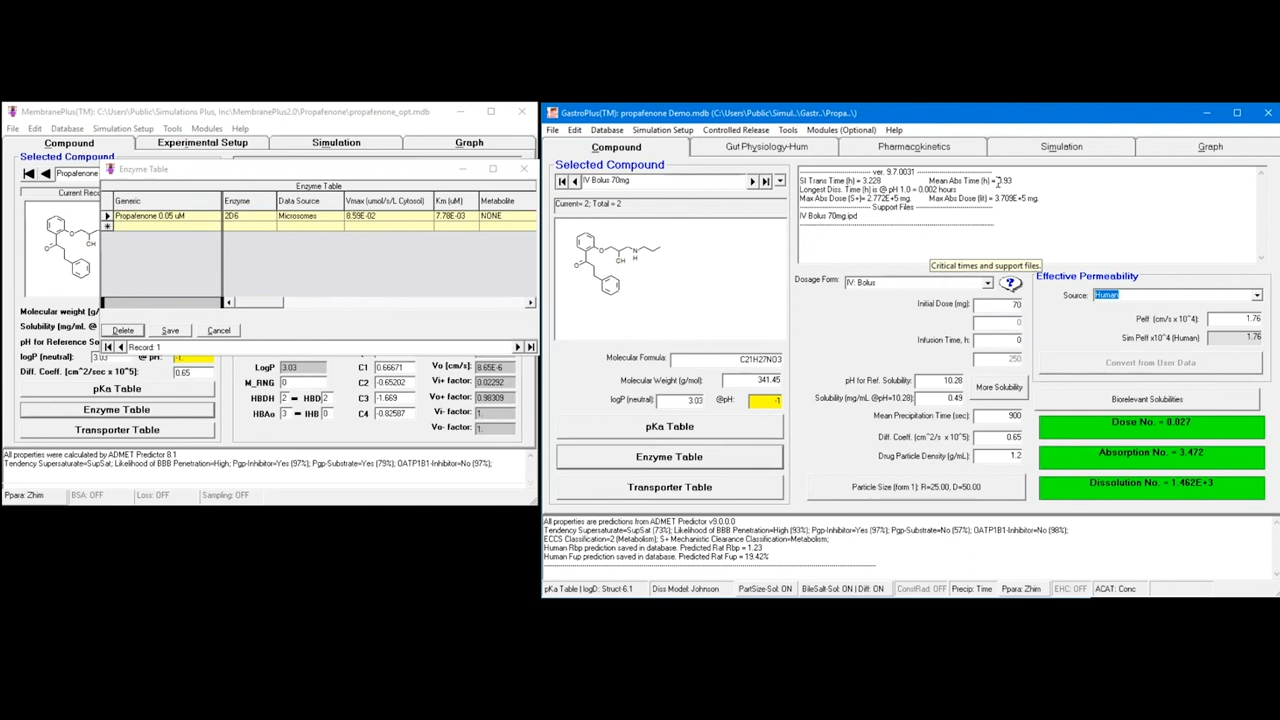 MembranePlus(TM): C:\Users\Public\Simulations Plus, Inc\MembranePlus2.0\Propafenone\propafenone_opt.mdb
File Edit Database Simulation Setup Tools Modules Help
Compound Experimental Setup Simulation Graph
Selected Compound
Propafenone
Current Rec
Enzyme Table
Enzyme Table
Generic Enzyme Data Source Vmax (umol/s/L Cytosol) Km (uM) Metabolite
Propafenone 0.05 uM 2D6 Microsomes 8.59E-02 7.78E-03 NONE
Delete Save Cancel
Record: 1
O
CH
O
Molecular weight (g/
Solubility (mg/mL @
pH for Reference So
logP (neutral): 3.03 @ pH: -1.
Diff. Coeff. (cm^2/sec x 10^5): 0.65
pKa Table
Enzyme Table
Transporter Table
LogP 3.03 C1 0.66671 Vo (cm/s) 8.65E-6
M_RNG 0 C2 -0.65202 Vi+ factor: 0.02292
HBDH 2 = HBD 2 C3 -1.669 Vo+ factor: 0.98309
HBAo 3 = IHB 0 C4 -0.82587 Vi- factor: 1.
Vo- factor: 1.
All properties were calculated by ADMET Predictor 8.1
Tendency Supersaturate=SupSat; Likelihood of BBB Penetration=High; Pgp-Inhibitor=Yes (97%); Pgp-Substrate=Yes (79%); OATP1B1-Inhibitor=No (97%);
Ppara: Zhim BSA: OFF Loss: OFF Sampling: OFF
GastroPlus(TM): propafenone Demo.mdb (C:\Users\Public\Simul..\Gastr..\Propa..\)
File Edit Database Simulation Setup Controlled Release Tools Modules (Optional) Help
Compound Gut Physiology-Hum Pharmacokinetics Simulation Graph
Selected Compound
IV Bolus 70mg
Current= 2; Total = 2
O
OH
N
H
O
Molecular Formula: C21H27NO3
Molecular Weight (g/mol): 341.45
logP (neutral): 3.03 @pH: -1
pKa Table
Enzyme Table
Transporter Table
---------------------------------- ver. 9.7.0031 ----------------------------------
SI Trans Time (h) = 3.228 Mean Abs Time (h) = 0.93
Longest Diss. Time (h) is @ pH 1.0 = 0.002 hours
Max Abs Dose (S+)= 2.772E+5 mg. Max Abs Dose (lit) = 3.709E+5 mg.
---------------------------------- Support Files ----------------------------------
IV Bolus 70mg.ipd
Critical times and support files.
Dosage Form: IV: Bolus ?
Initial Dose (mg): 70
0
Infusion Time, h: 0
250
pH for Ref. Solubility: 10.28
Solubility (mg/mL @pH=10.28): 0.49
More Solubility
Mean Precipitation Time (sec): 900
Diff. Coeff. (cm^2/s x 10^5): 0.65
Drug Particle Density (g/mL): 1.2
Particle Size (form 1): R=25.00, D=50.00
Effective Permeability
Source: Human
Peff (cm/s x 10^4): 1.76
Sim Peff x10^4 (Human) 1.76
Convert from User Data
Biorelevant Solubilities
Dose No. = 0.027
Absorption No. = 3.472
Dissolution No. = 1.462E+3
All properties are predictions from ADMET Predictor v9.0.0.0
Tendency Supersaturate=SupSat (73%); Likelihood of BBB Penetration=High (93%); Pgp-Inhibitor=Yes (97%); Pgp-Substrate=No (57%); OATP1B1-Inhibitor=No (98%);
ECCS Classification=2 (Metabolism); S+ Mechanistic Clearance Classification=Metabolism;
Human Rbp prediction saved in database. Predicted Rat Rbp = 1.23
Human Fup prediction saved in database. Predicted Rat Fup = 19.42%
pKa Table | logD: Struct-6.1 Diss Model: Johnson PartSize-Sol: ON BileSalt-Sol: ON | Diff: ON ConstRad: OFF Precip: Time Ppara: Zhim EHC: OFF ACAT: Conc